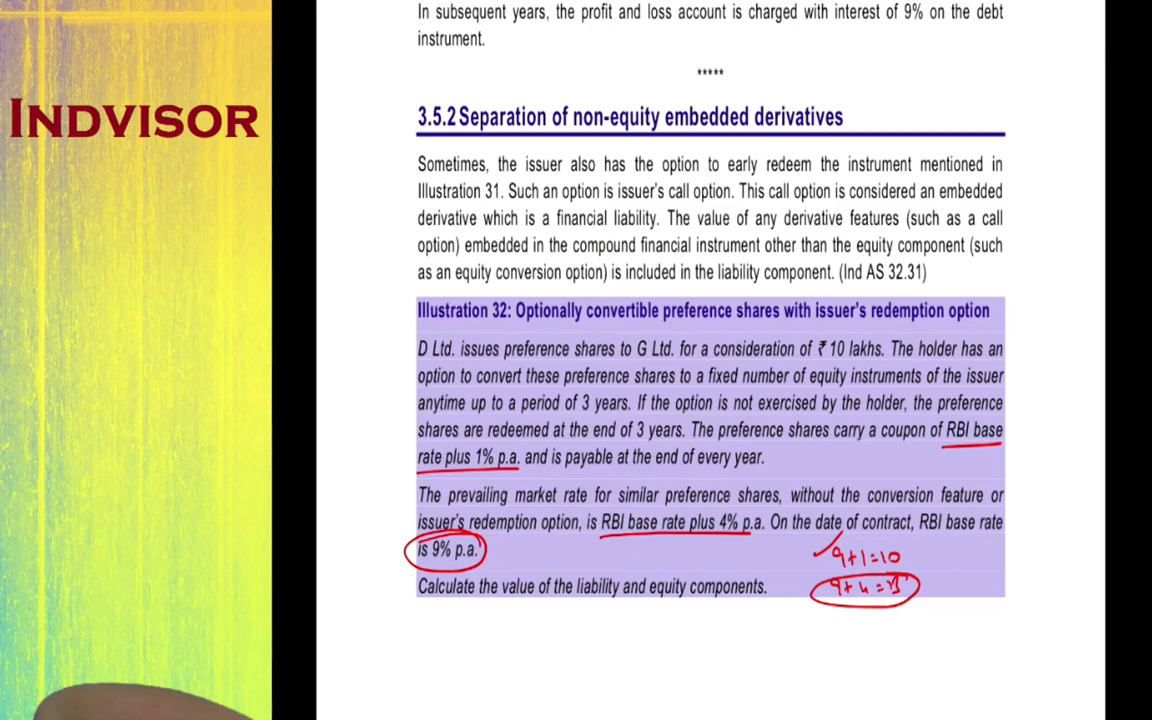 INDVISOR
In subsequent years, the profit and loss account is charged with interest of 9% on the debt
instrument.
*****
3.5.2 Separation of non-equity embedded derivatives
Sometimes, the issuer also has the option to early redeem the instrument mentioned in
Illustration 31. Such an option is issuer's call option. This call option is considered an embedded
derivative which is a financial liability. The value of any derivative features (such as a call
option) embedded in the compound financial instrument other than the equity component (such
as an equity conversion option) is included in the liability component. (Ind AS 32.31)
Illustration 32: Optionally convertible preference shares with issuer's redemption option
D Ltd. issues preference shares to G Ltd. for a consideration of ₹ 10 lakhs. The holder has an
option to convert these preference shares to a fixed number of equity instruments of the issuer
anytime up to a period of 3 years. If the option is not exercised by the holder, the preference
shares are redeemed at the end of 3 years. The preference shares carry a coupon of RBI base
rate plus 1% p.a. and is payable at the end of every year.
The prevailing market rate for similar preference shares, without the conversion feature or
issuer's redemption option, is RBI base rate plus 4% p.a. On the date of contract, RBI base rate
is 9% p.a.
9+1=10
Calculate the value of the liability and equity components.
9+4=13